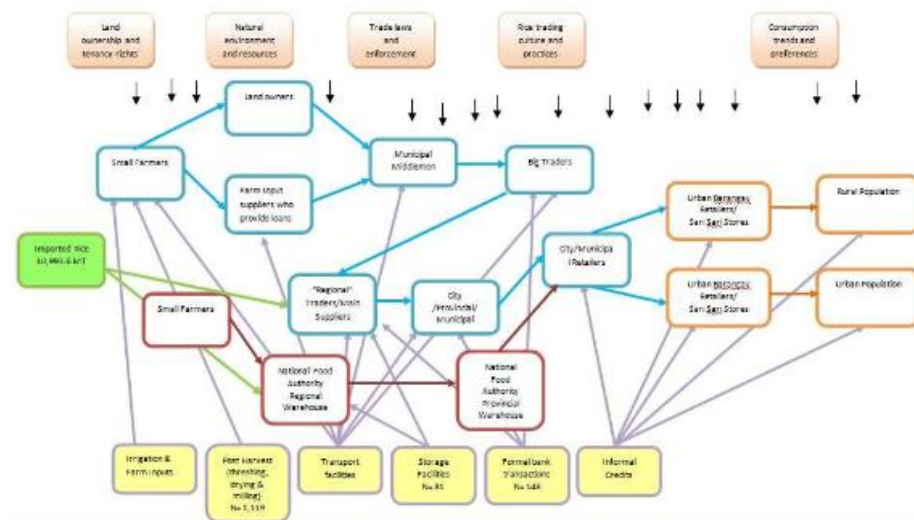 Land
ownership and
tenance rights
Natural
environment
and resources
Trade laws
and
enforcement
Rice trading
culture and
practices
Consumption
trends and
preferences
Land owners
Small Farmers
Municipal
Middlemen
Big Traders
Farm Input
suppliers who
provide loans
Urban Barangay
Retailers/
Sari Sari Stores
Rural Population
Imported Rice
City/Municipa
l Retailers
"Regional"
Traders/Main
Suppliers
City
/Provincial/
Municipal
Urban Barangay
Retailers/
Sari Sari Stores
Urban Population
Small Farmers
National Food
Authority
Regional
Warehouse
National
Food
Authority
Provincial
Warehouse
Irrigation &
Farm Inputs
Post Harvest
(threshing,
drying &
milling)
N= 1,119
Transport
facilities
Storage
Facilities
N= 81
Formal bank
transactions
N= 148
Informal
Credits